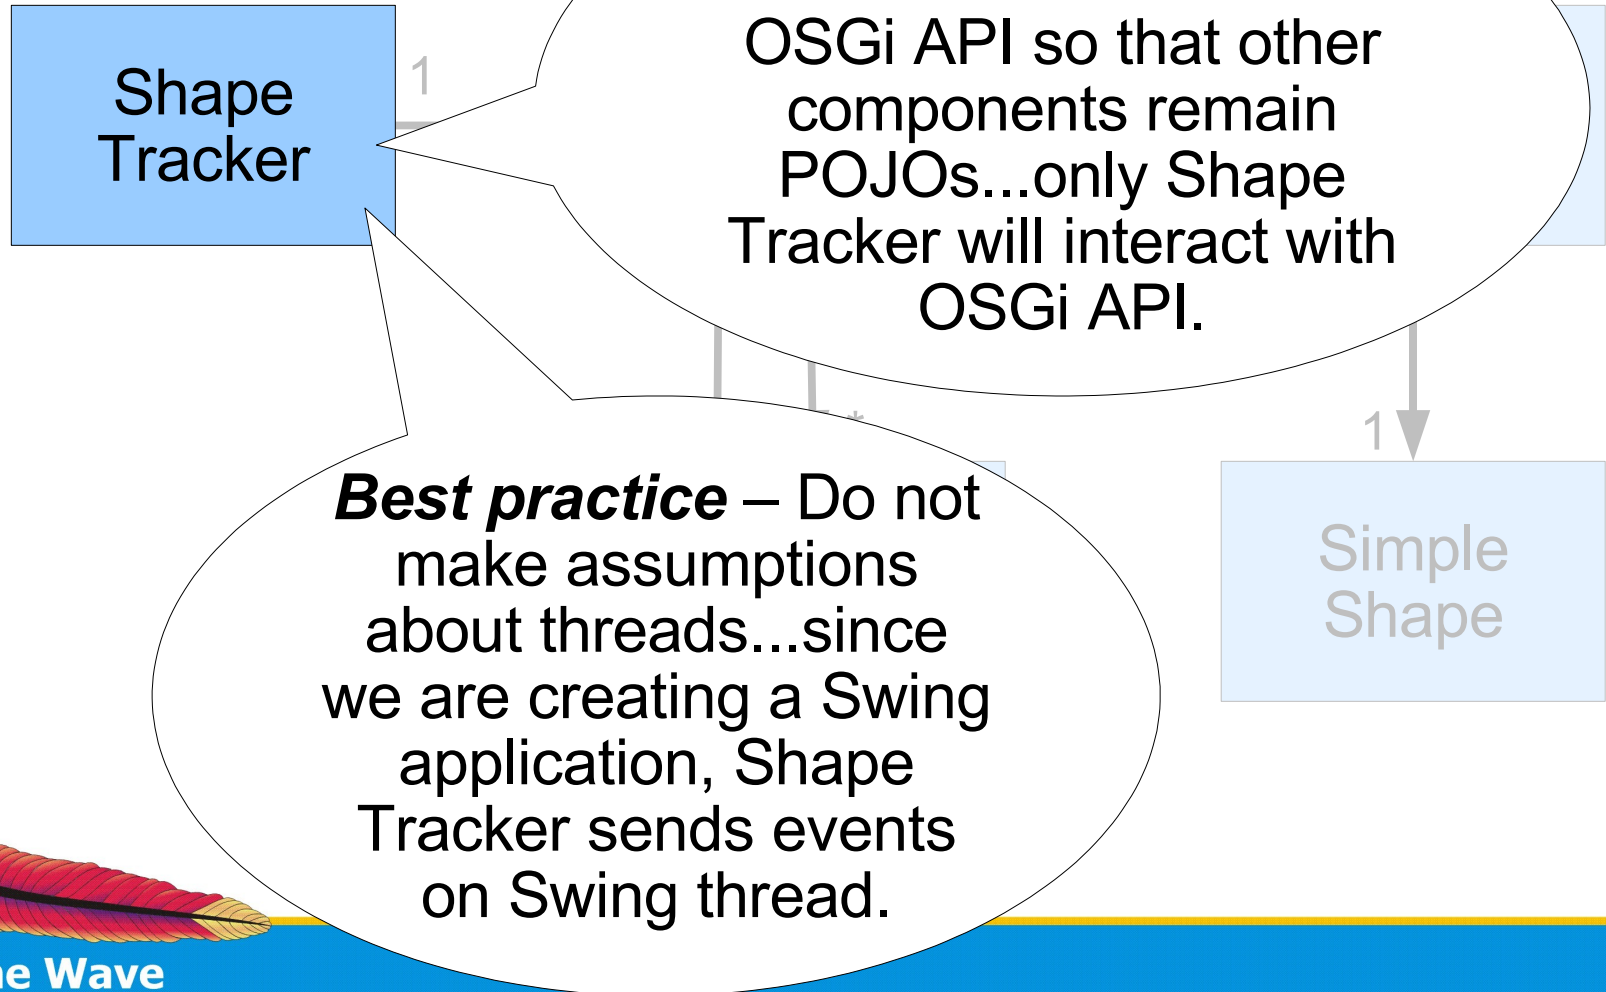 Shape
Tracker
1
OSGi API so that other
components remain
POJOs...only Shape
Tracker will interact with
OSGi API.
*
1
Best practice – Do not
make assumptions
about threads...since
we are creating a Swing
application, Shape
Tracker sends events
on Swing thread.
Simple
Shape
Wave